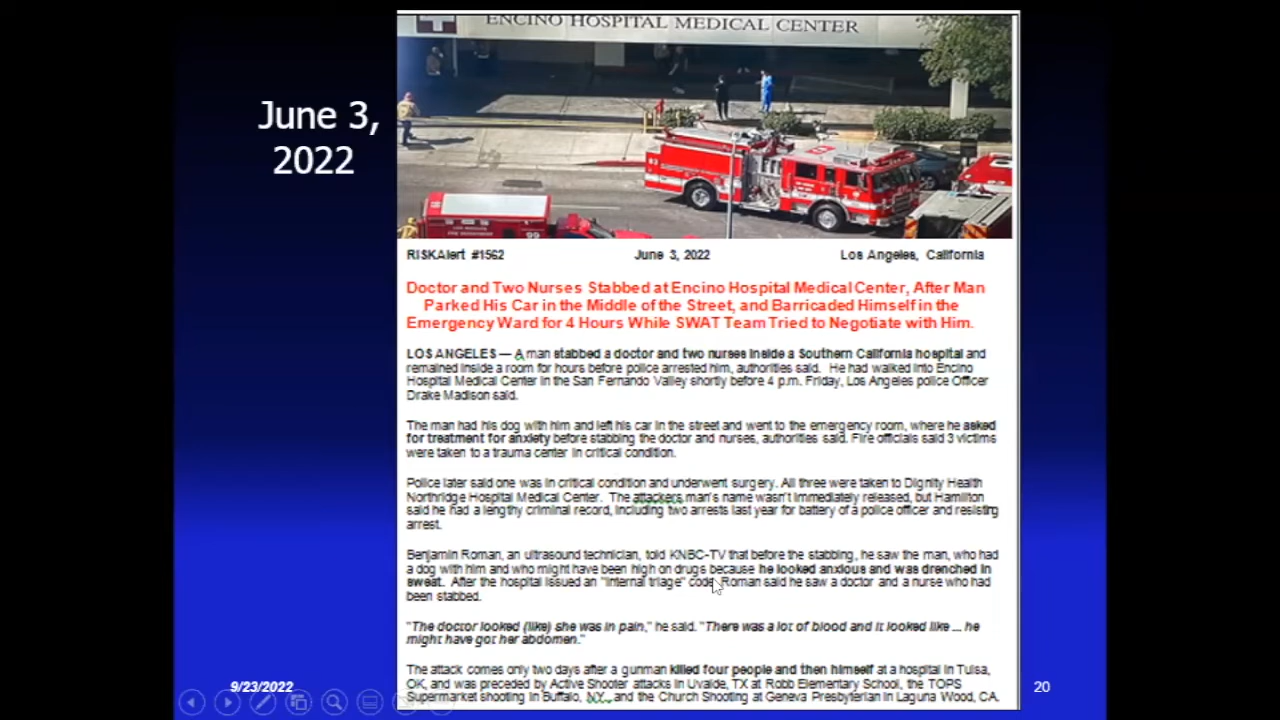 ENCINO HOSPITAL MEDICAL CENTER
June 3,
2022
RISKAlert #1562 June 3, 2022 Los Angeles, California
Doctor and Two Nurses Stabbed at Encino Hospital Medical Center, After Man
Parked His Car in the Middle of the Street, and Barricaded Himself in the
Emergency Ward for 4 Hours While SWAT Team Tried to Negotiate with Him.
LOS ANGELES — A man stabbed a doctor and two nurses inside a Southern California hospital and
remained inside a room for hours before police arrested him, authorities said. He had walked into Encino
Hospital Medical Center in the San Fernando Valley shortly before 4 p.m. Friday, Los Angeles police Officer
Drake Madison said.
The man had his dog with him and left his car in the street and went to the emergency room, where he asked
for treatment for anxiety before stabbing the doctor and nurses, authorities said. Fire officials said 3 victims
were taken to a trauma center in critical condition.
Police later said one was in critical condition and underwent surgery. All three were taken to Dignity Health
Northridge Hospital Medical Center. The attackers man's name wasn't immediately released, but Hamilton
said he had a lengthy criminal record, including two arrests last year for battery of a police officer and resisting
arrest.
Benjamin Roman, an ultrasound technician, told KNBC-TV that before the stabbing, he saw the man, who had
a dog with him and who might have been high on drugs because he looked anxious and was drenched in
sweat. After the hospital issued an "internal triage" code, Roman said he saw a doctor and a nurse who had
been stabbed.
"The doctor looked (like) she was in pain," he said. "There was a lot of blood and it looked like ... he
might have got her abdomen."
The attack comes only two days after a gunman killed four people and then himself at a hospital in Tulsa,
OK, and was preceded by Active Shooter attacks in Uvalde, TX at Robb Elementary School, the TOPS
Supermarket shooting in Buffalo, NY, and the Church Shooting at Geneva Presbyterian in Laguna Wood, CA.
9/23/2022
20